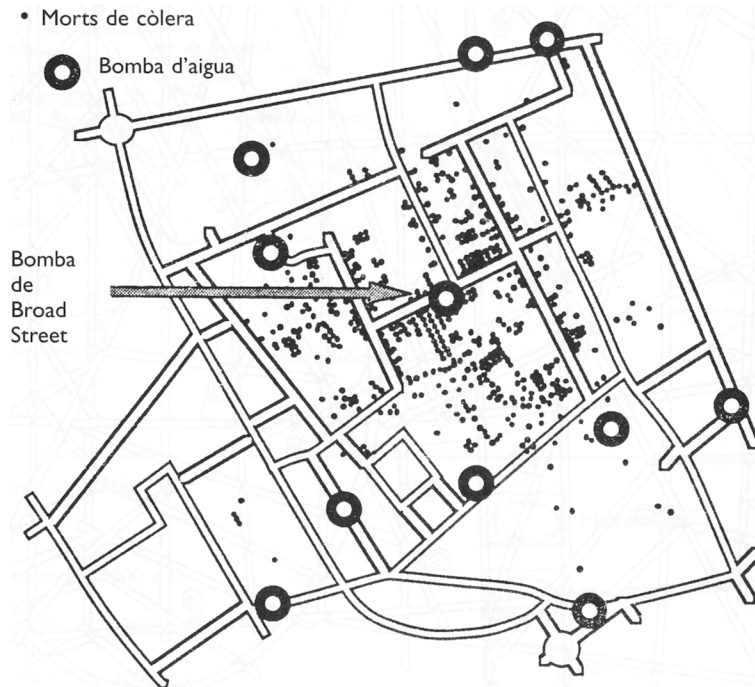 • Morts de còlera
Bomba d'aigua
Bomba
de
Broad
Street